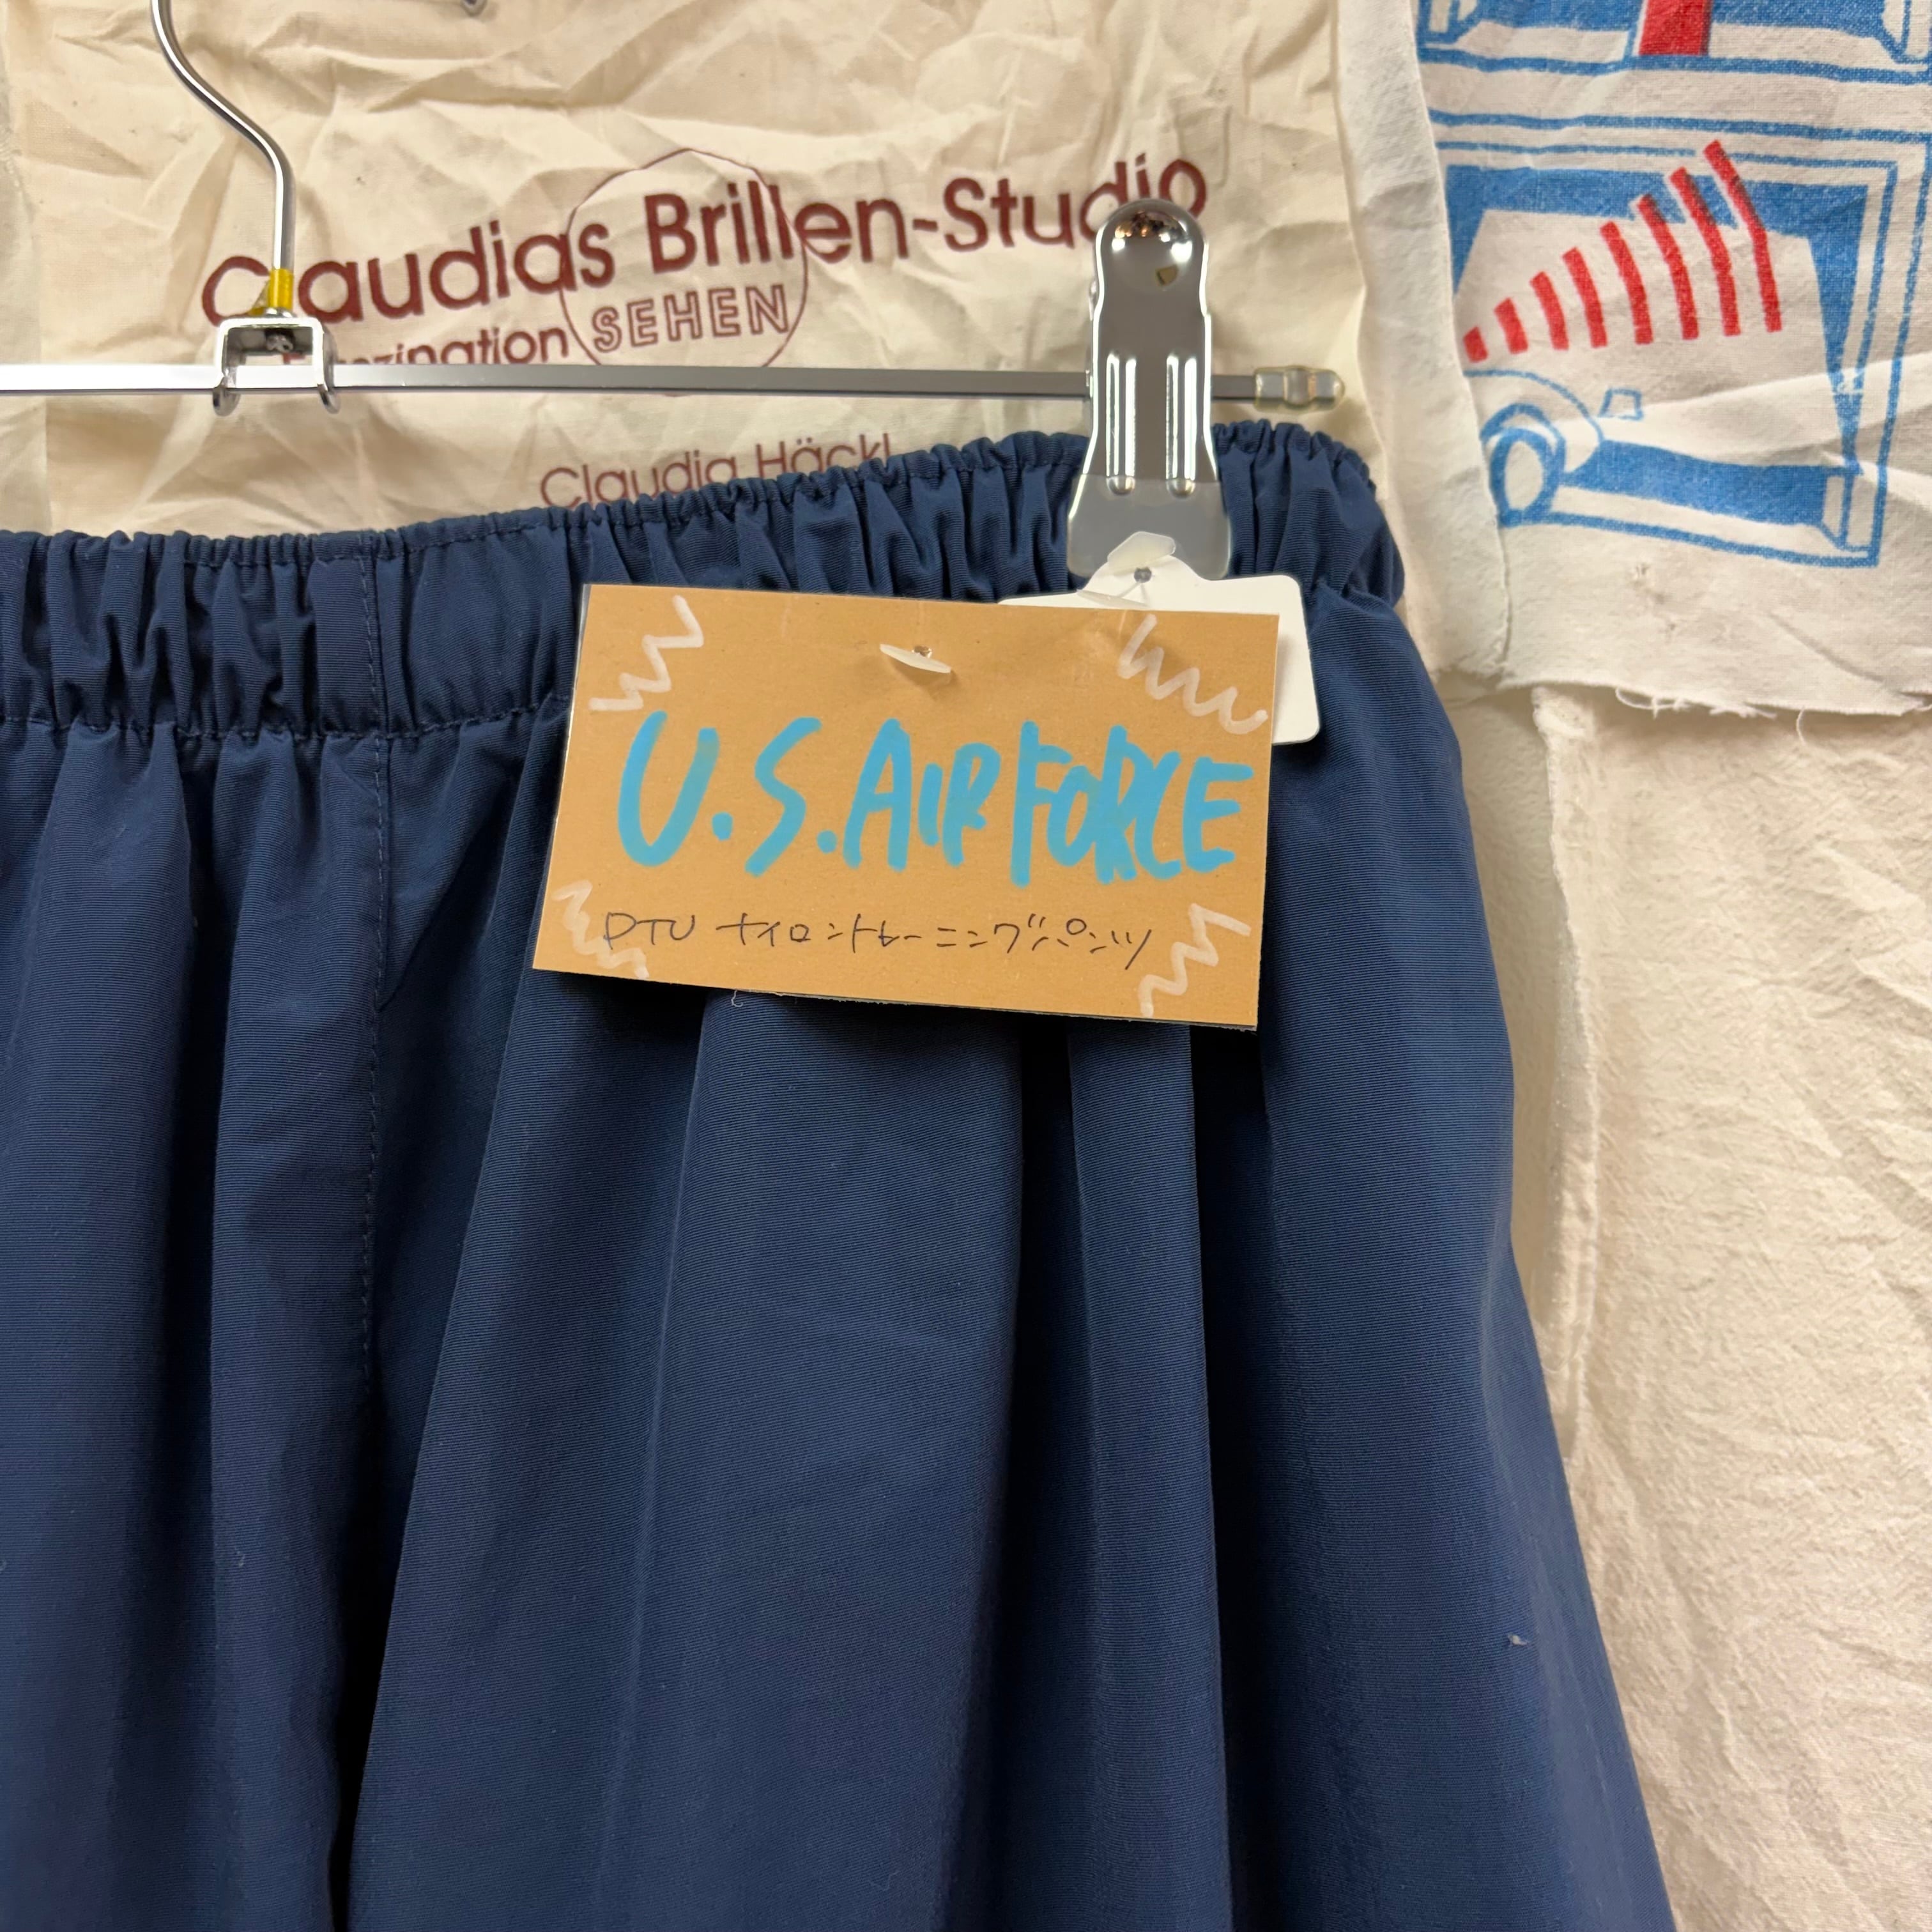 Claudias Brillen-Studio
Faszination SEHEN
Claudia Häckl
U.S.AIR FORCE
PTU ナイロントレーニングパンツ